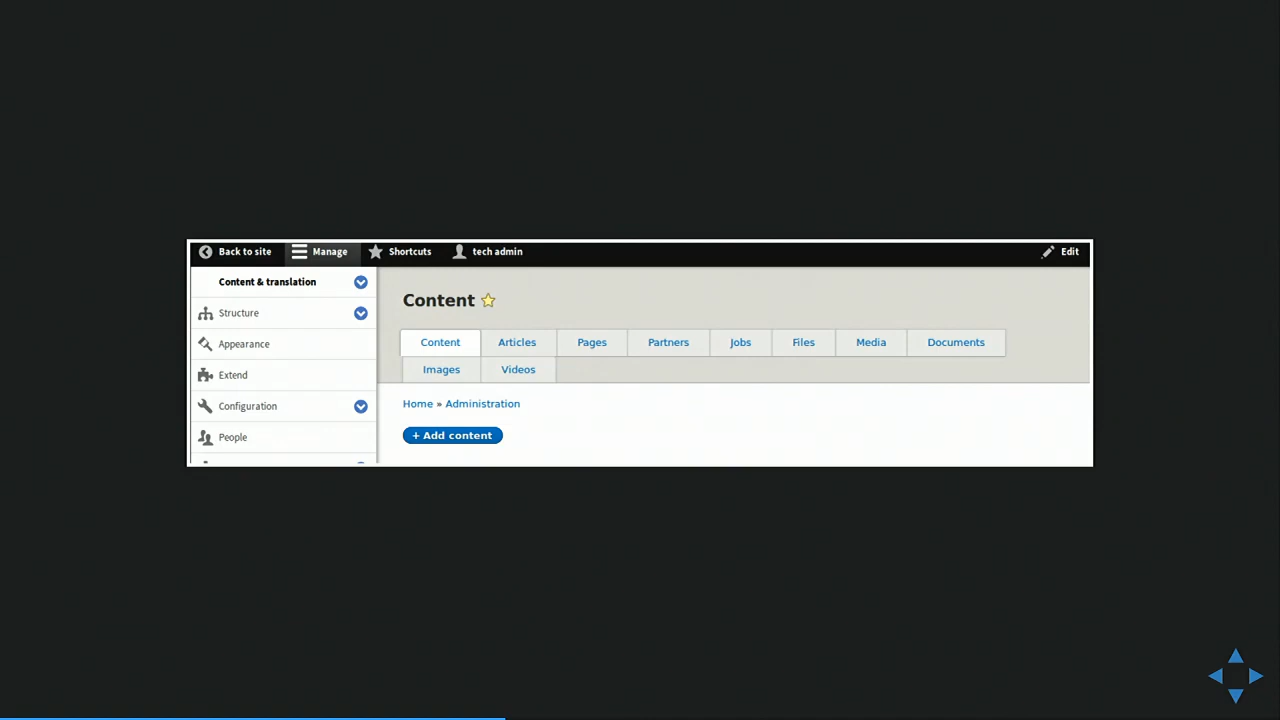 Back to site Manage Shortcuts tech admin Edit
Content & translation
Structure
Appearance
Extend
Configuration
People
Content
Content Articles Pages Partners Jobs Files Media Documents
Images Videos
Home » Administration
+ Add content